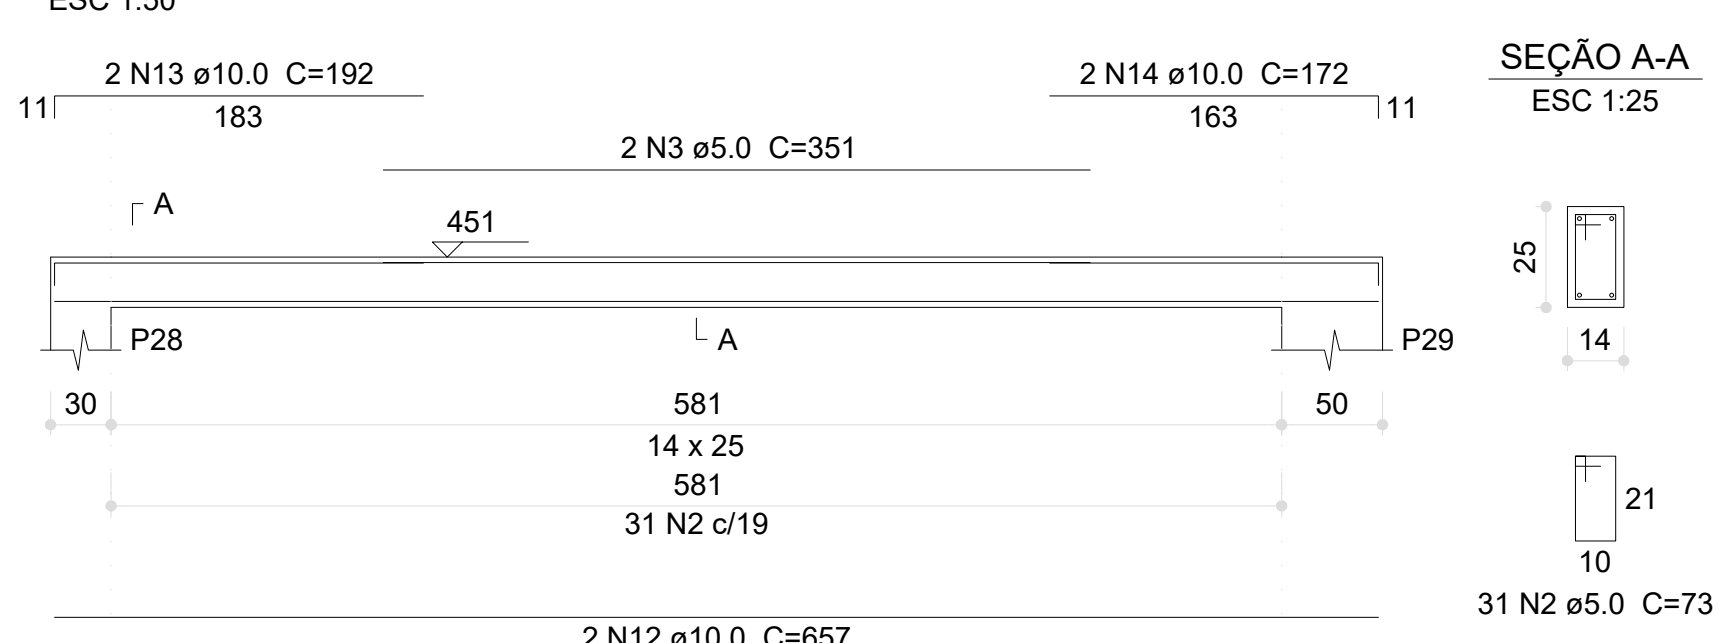 ESC 1:50
2 N13 ø10.0 C=192
2 N14 ø10.0 C=172
SEÇÃO A-A
ESC 1:25
11
183
163
11
2 N3 ø5.0 C=351
A
451
25
P28
A
P29
14
30
581
50
14 x 25
581
21
31 N2 c/19
10
31 N2 ø5.0 C=73
2 N12 ø10.0 C=657